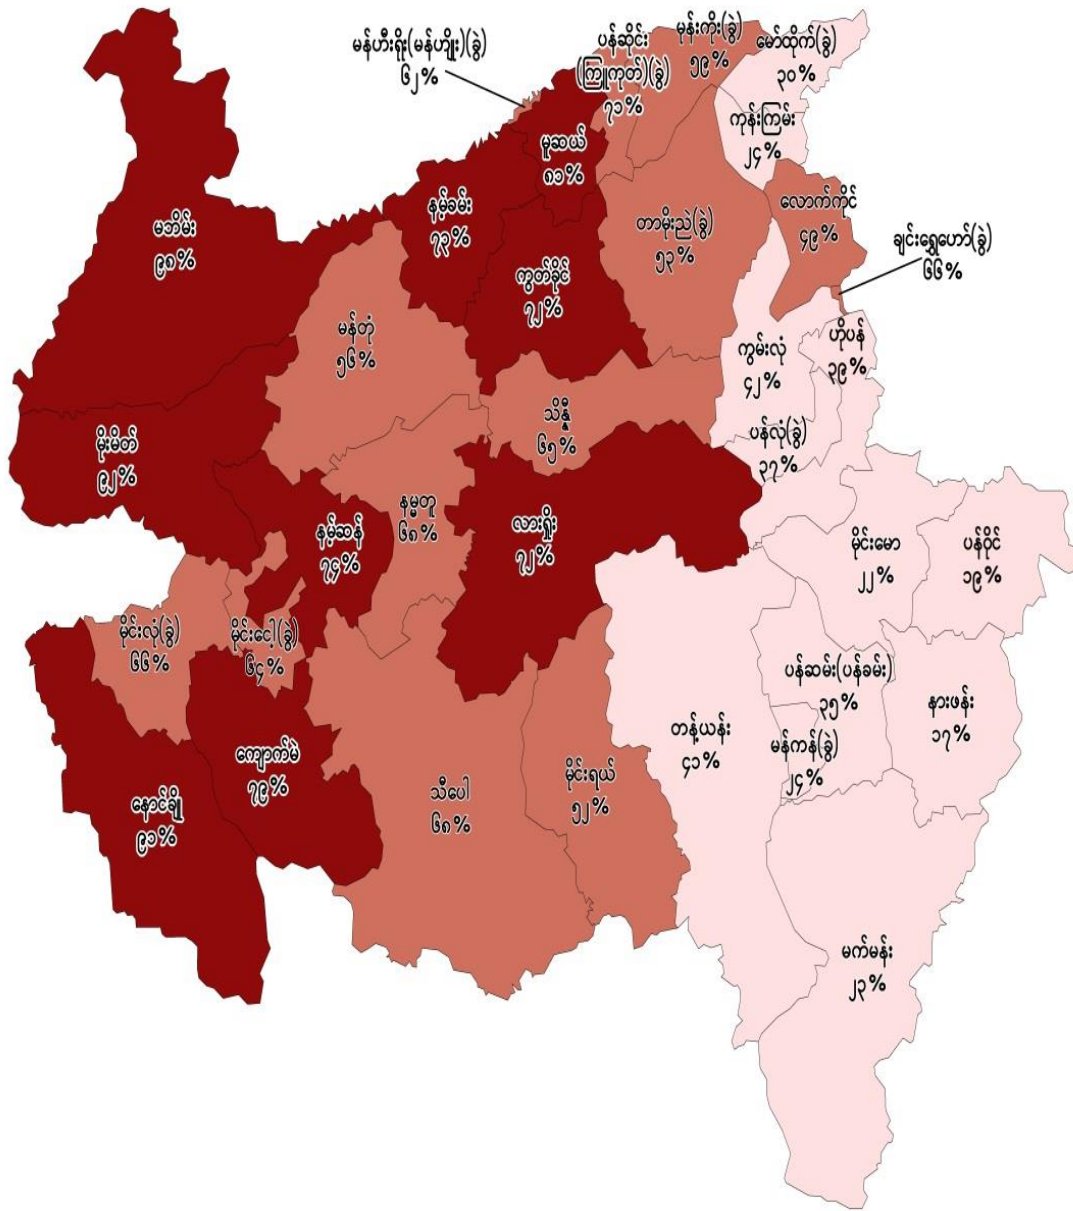 မန်ဟီးရိုး(မန်ဟျိုး)(ခွဲ)
၆၂%
ပန်ဆိုင်း
(ကြူကုတ်)(ခွဲ)
၇၁%
မုန်းကိုး(ခွဲ)
၅၉%
မော်ထိုက်(ခွဲ)
၃၀%
ကုန်းကြမ်း
၂၄%
မူဆယ်
၈၁%
မဘိမ်း
၉၈%
နမ့်ခမ်း
၇၃%
ကွတ်ခိုင်
၇၂%
တာမိုးညဲ(ခွဲ)
၅၃%
လောက်ကိုင်
၄၉%
ချင်းရွှေဟော်(ခွဲ)
၆၆%
မန်တုံ
၅၆%
ကွမ်းလုံ
၄၂%
ဟိုပန်
၃၉%
သိန္နီ
၆၅%
ပန်လုံ(ခွဲ)
၃၇%
မိုးမိတ်
၉၂%
နမ္မတူ
၆၈%
နမ့်ဆန်
၇၄%
လားရှိုး
၇၂%
မိုင်းမော
၂၂%
ပန်ဝိုင်
၁၉%
မိုင်းလုံ(ခွဲ)
၆၆%
မိုင်းငေါ့(ခွဲ)
၆၄%
ပန်ဆမ်း(ပန်ခမ်း)
၃၅%
နားဖန်း
၁၇%
တန့်ယန်း
၄၁%
မန်ကန်(ခွဲ)
၂၄%
ကျောက်မဲ
၇၉%
နောင်ချို
၉၁%
သီပေါ
၆၈%
မိုင်းရယ်
၅၂%
မက်မန်း
၂၃%